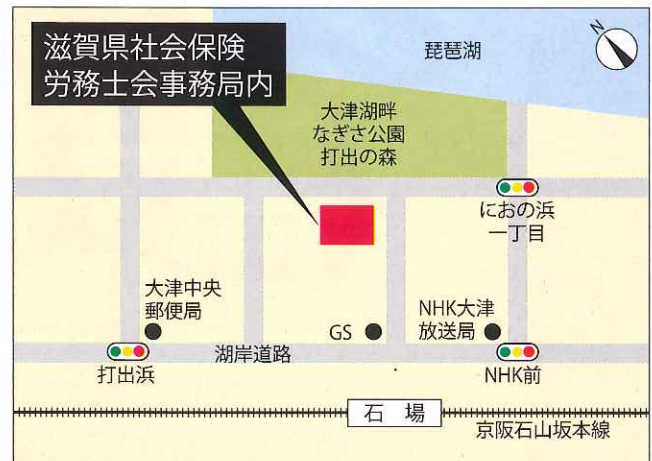 滋賀県社会保険
労務士会事務局内
琵琶湖
N
大津湖畔
なぎさ公園
打出の森
におの浜
一丁目
大津中央
郵便局
GS
NHK大津
放送局
打出浜
湖岸道路
NHK前
石場
京阪石山坂本線